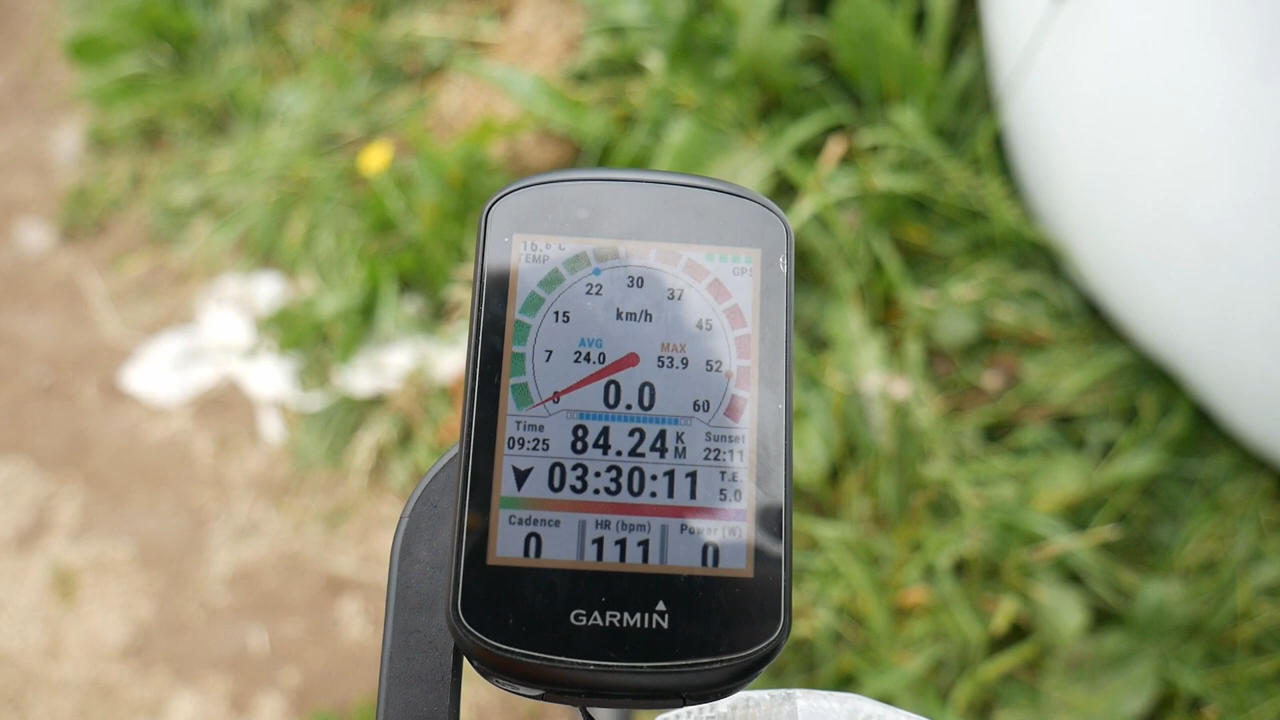 16.6°C
TEMP
GPS
22 30 37
15 km/h 45
AVG MAX
7 24.0 53.9 52
0 0.0 60
Time 84.24 KM Sunset
09:25 22:11
03:30:11 T.E.
5.0
Cadence HR (bpm) Power (W)
0 111 0
GARMIN